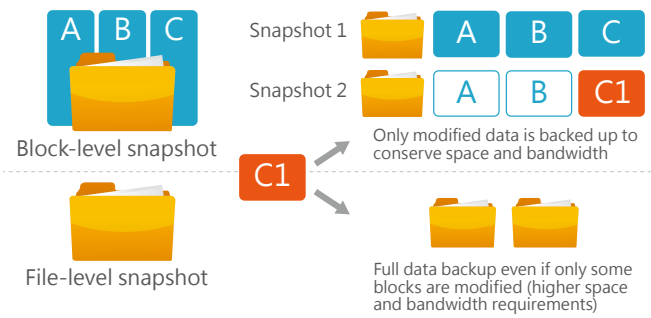 A B C
Block-level snapshot
Snapshot 1 A B C
Snapshot 2 A B C1
Only modified data is backed up to
conserve space and bandwidth
C1
File-level snapshot
Full data backup even if only some
blocks are modified (higher space
and bandwidth requirements)